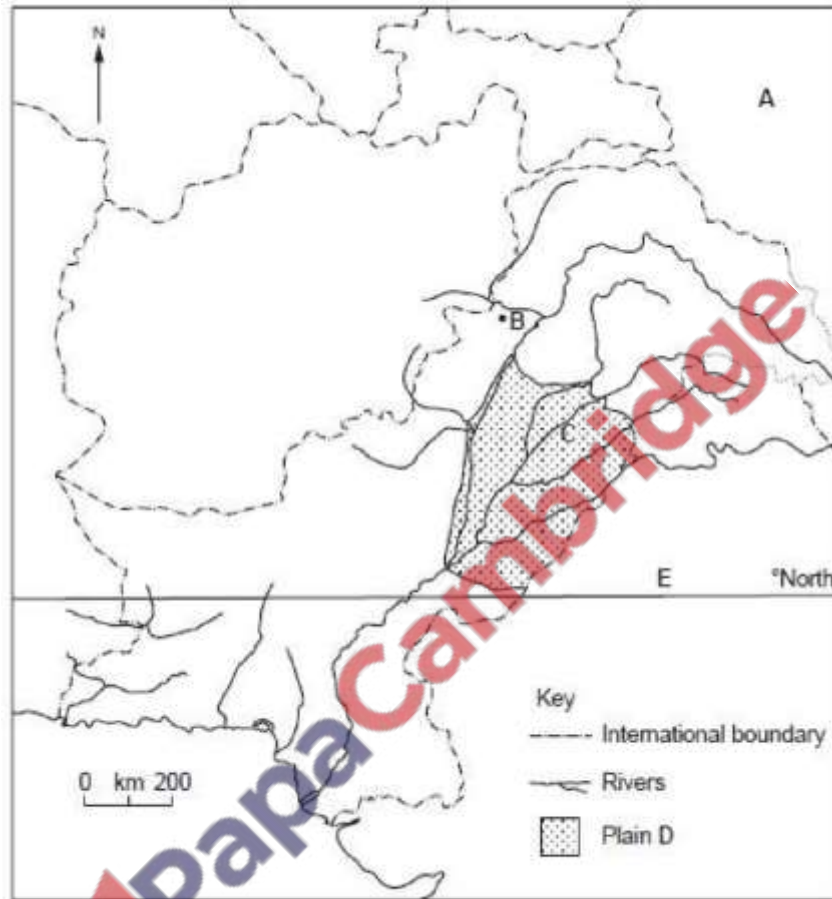 N
A
B
C
E °North
Key
International boundary
0 km 200
Rivers
Plain D
PapaCambridge